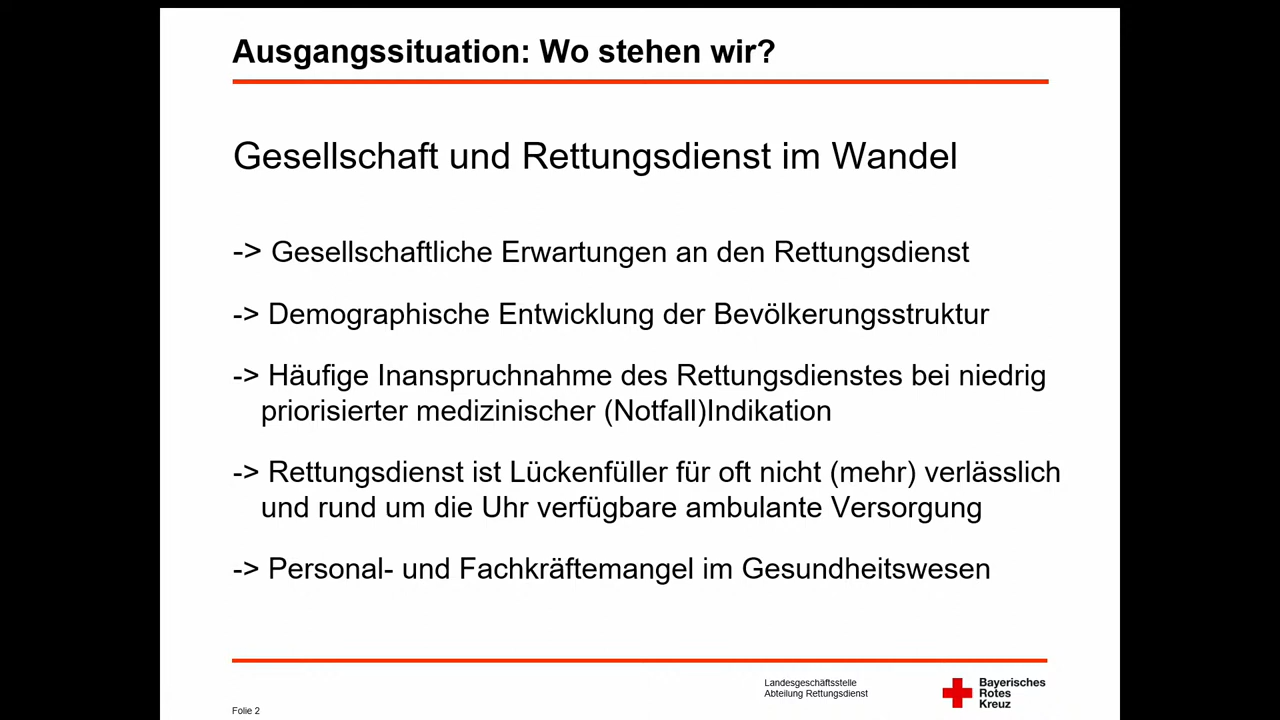 Ausgangssituation: Wo stehen wir?
Gesellschaft und Rettungsdienst im Wandel
-> Gesellschaftliche Erwartungen an den Rettungsdienst
-> Demographische Entwicklung der Bevölkerungsstruktur
-> Häufige Inanspruchnahme des Rettungsdienstes bei niedrig
priorisierter medizinischer (Notfall)Indikation
-> Rettungsdienst ist Lückenfüller für oft nicht (mehr) verlässlich
und rund um die Uhr verfügbare ambulante Versorgung
-> Personal- und Fachkräftemangel im Gesundheitswesen
Landesgeschäftsstelle
Abteilung Rettungsdienst
Bayerisches
Rotes
Kreuz
Folie 2